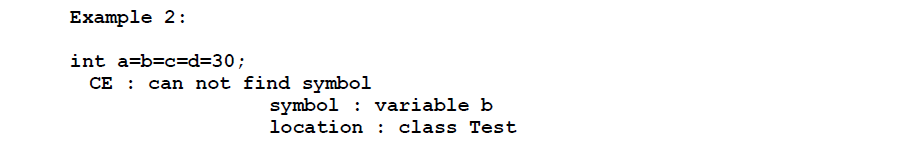 Example 2:
int a=b=c=d=30;
CE : can not find symbol
symbol : variable b
location : class Test